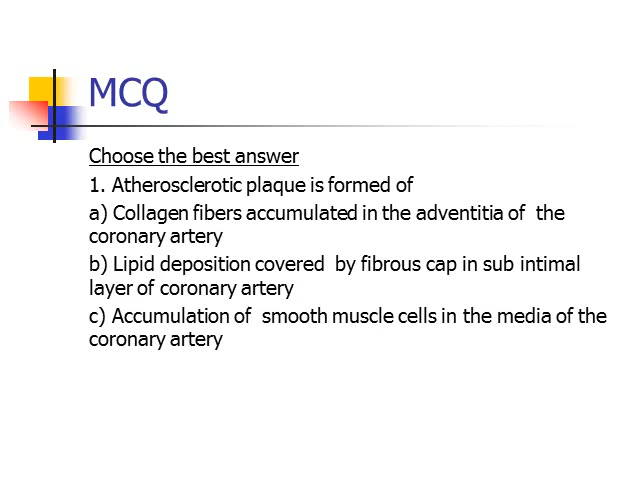 MCQ
Choose the best answer
1. Atherosclerotic plaque is formed of
a) Collagen fibers accumulated in the adventitia of  the
coronary artery
b) Lipid deposition covered  by fibrous cap in sub intimal
layer of coronary artery
c) Accumulation of  smooth muscle cells in the media of the
coronary artery